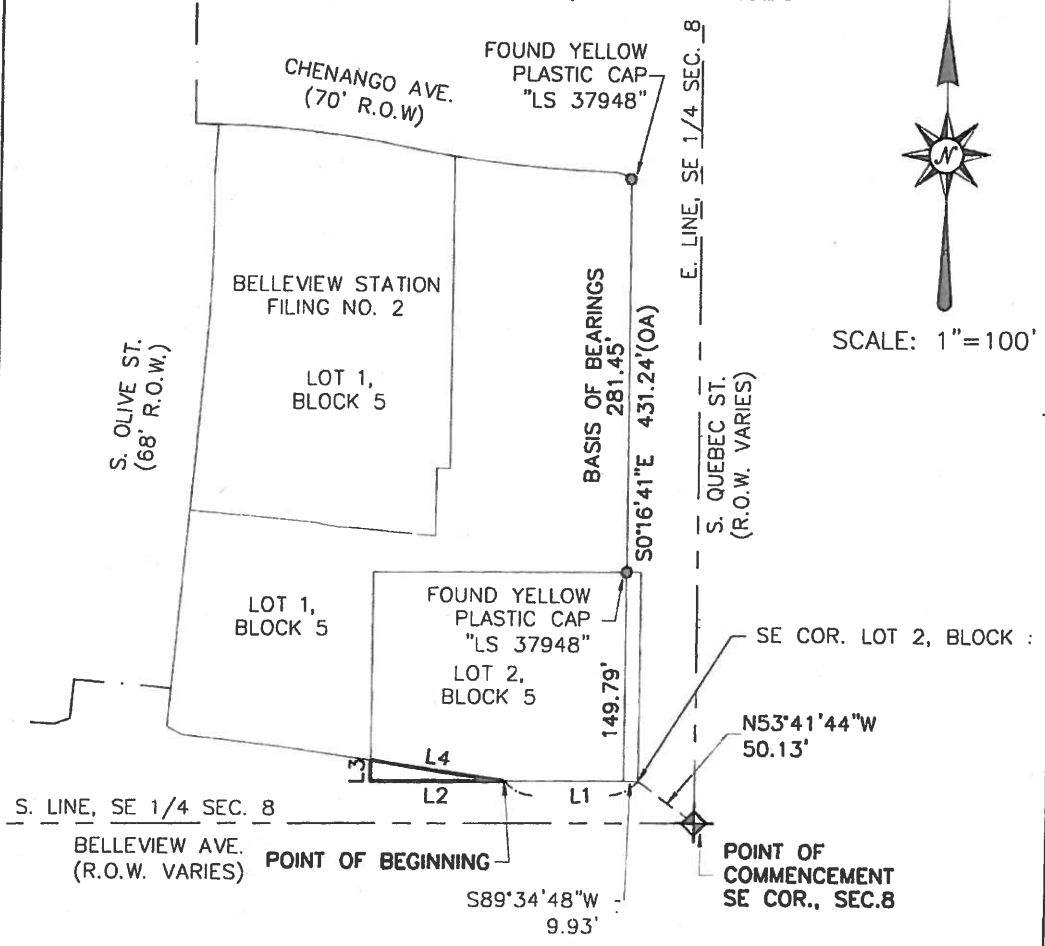 CHENANGO AVE.
(70' R.O.W)
FOUND YELLOW
PLASTIC CAP
"LS 37948"
E. LINE, SE 1/4 SEC. 8
N
SCALE: 1"=100'
BELLEVIEW STATION
FILING NO. 2
LOT 1,
BLOCK 5
S. OLIVE ST.
(68' R.O.W.)
BASIS OF BEARINGS
281.45'
S0°16'41"E 431.24'(OA)
S. QUEBEC ST.
(R.O.W. VARIES)
LOT 1,
BLOCK 5
FOUND YELLOW
PLASTIC CAP
"LS 37948"
LOT 2,
BLOCK 5
149.79'
SE COR. LOT 2, BLOCK :
N53°41'44"W
50.13'
L3
L4
L2
L1
S. LINE, SE 1/4 SEC. 8
BELLEVIEW AVE.
(R.O.W. VARIES)
POINT OF BEGINNING
POINT OF
COMMENCEMENT
SE COR., SEC.8
S89°34'48"W
9.93'